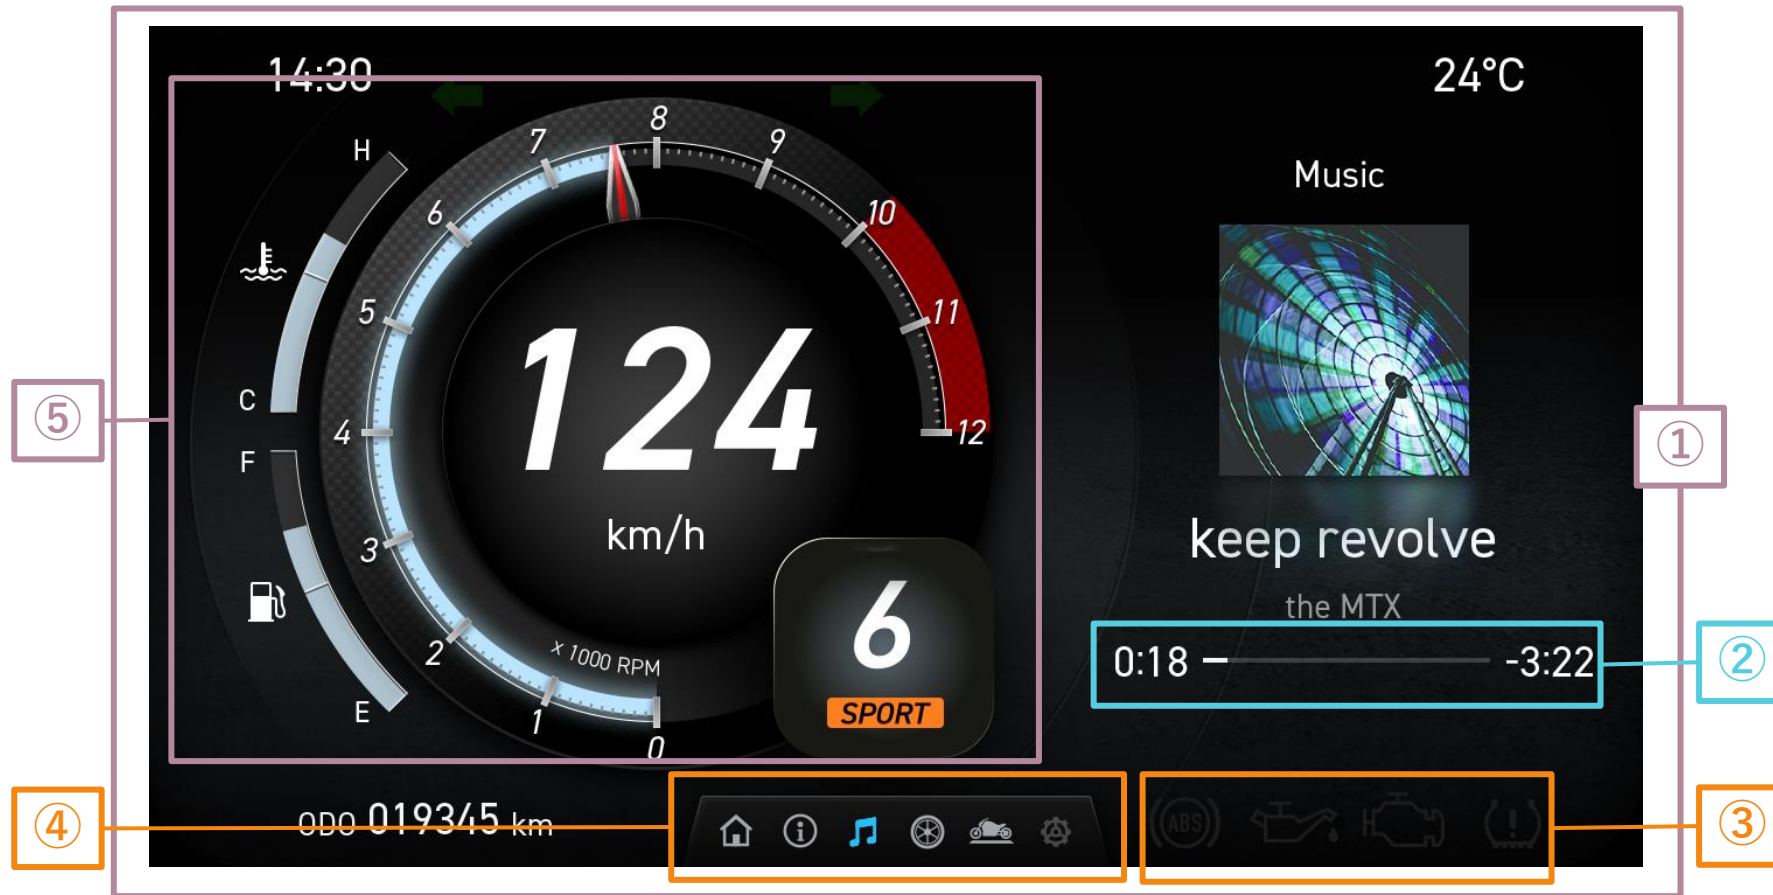 14:30
24°C
H
C
F
E
0
1
2
3
4
5
6
7
8
9
10
11
12
x 1000 RPM
124
km/h
6
SPORT
Music
keep revolve
the MTX
0:18
-3:22
ODO 019345 km
(ABS)
①
②
③
④
⑤